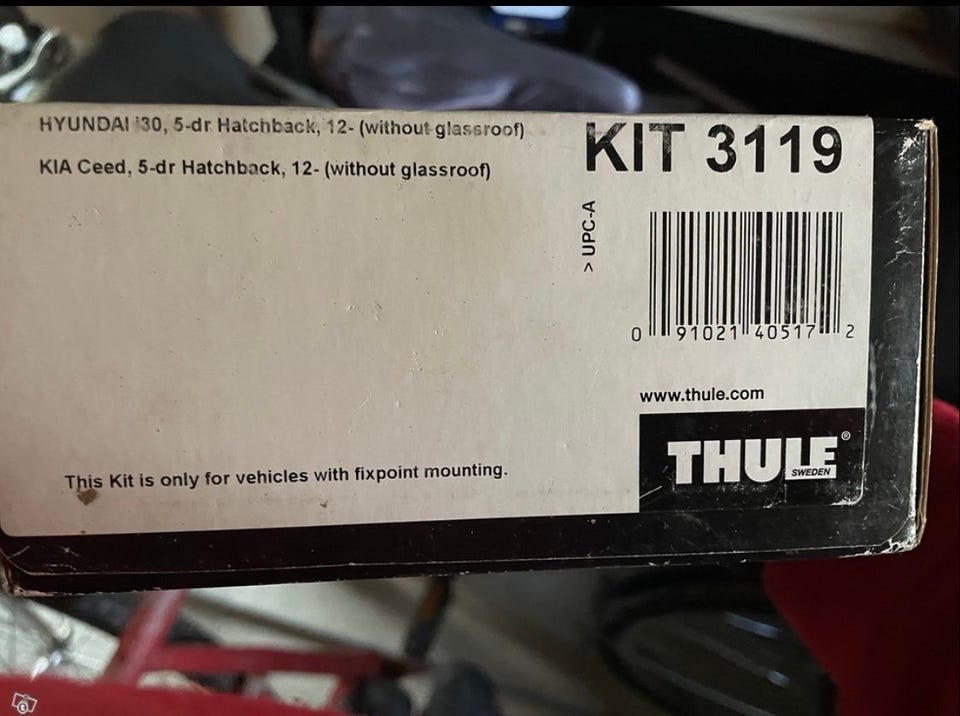 HYUNDAI i30, 5-dr Hatchback, 12- (without glassroof)
KIA Ceed, 5-dr Hatchback, 12- (without glassroof)
KIT 3119
> UPC-A
0 91021 40517 2
www.thule.com
THULE®
SWEDEN
This Kit is only for vehicles with fixpoint mounting.
t